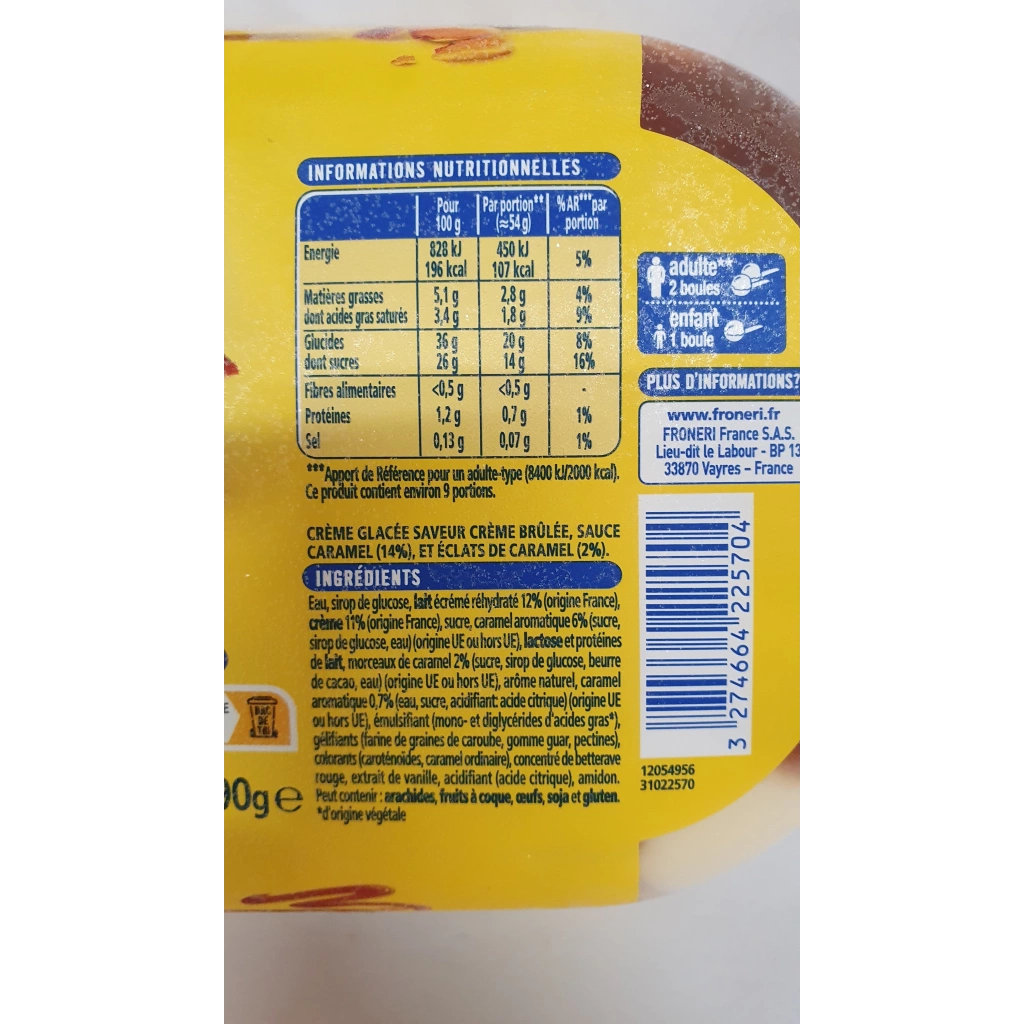 INFORMATIONS NUTRITIONNELLES
Pour 100 g | Par portion** (≈54 g) | %AR*** par portion
Energie 828 kJ 450 kJ 5%
196 kcal 107 kcal
Matières grasses 5,1 g 2,8 g 4%
dont acides gras saturés 3,4 g 1,8 g 9%
Glucides 36 g 20 g 8%
dont sucres 26 g 14 g 16%
Fibres alimentaires <0,5 g <0,5 g -
Protéines 1,2 g 0,7 g 1%
Sel 0,13 g 0,07 g 1%
***Apport de Référence pour un adulte-type (8400 kJ/2000 kcal).
Ce produit contient environ 9 portions.
CRÈME GLACÉE SAVEUR CRÈME BRÛLÉE, SAUCE
CARAMEL (14%), ET ÉCLATS DE CARAMEL (2%).
INGRÉDIENTS
Eau, sirop de glucose, lait écrémé réhydraté 12% (origine France),
crème 11% (origine France), sucre, caramel aromatique 6% (sucre,
sirop de glucose, eau) (origine UE ou hors UE), lactose et protéines
de lait, morceaux de caramel 2% (sucre, sirop de glucose, beurre
de cacao, eau) (origine UE ou hors UE), arôme naturel, caramel
aromatique 0,7% (eau, sucre, acidifiant: acide citrique) (origine UE
ou hors UE), émulsifiant (mono- et diglycérides d'acides gras*),
gélifiants (farine de graines de caroube, gomme guar, pectines),
colorants (caroténoïdes, caramel ordinaire), concentré de betterave
rouge, extrait de vanille, acidifiant (acide citrique), amidon.
Peut contenir : arachides, fruits à coque, œufs, soja et gluten.
*d'origine végétale
adulte**
2 boules
enfant
1 boule
PLUS D'INFORMATIONS?
www.froneri.fr
FRONERI France S.A.S.
Lieu-dit le Labour - BP 13
33870 Vayres - France
3 274664 225704
12054956
31022570
BAC
DE
TRI
90g e